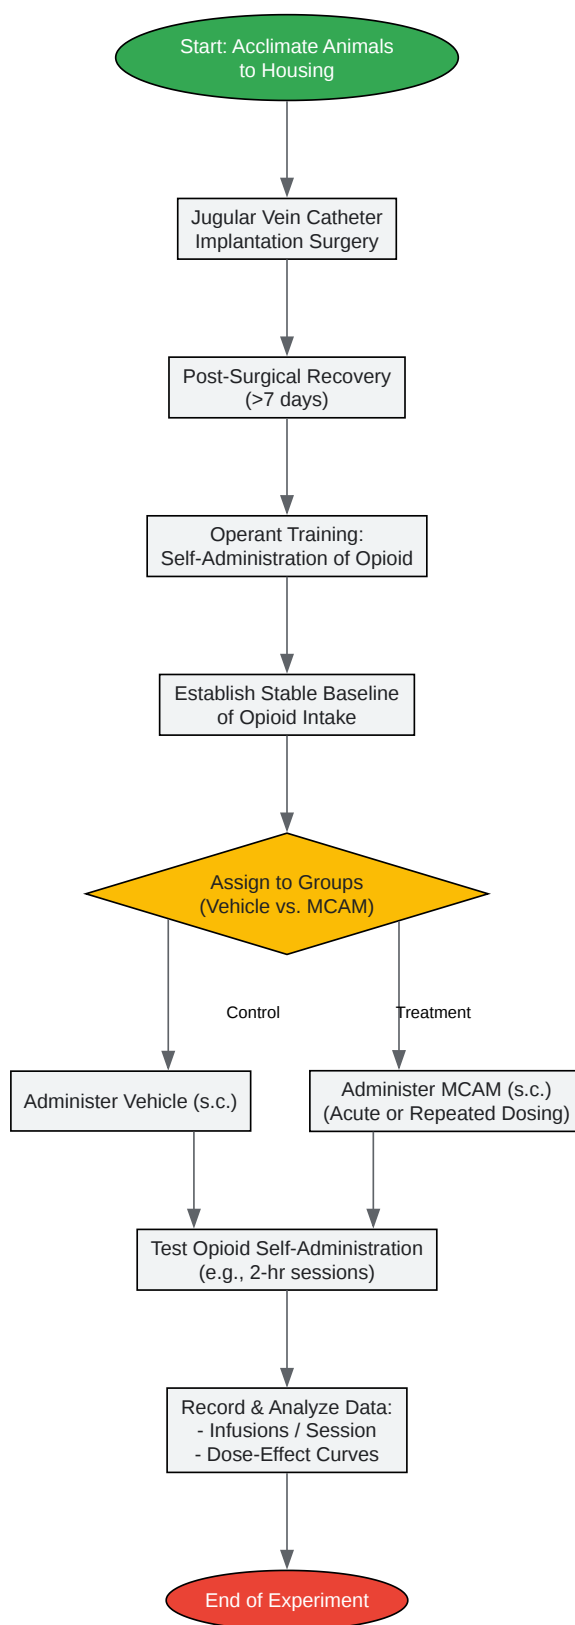 Start: Acclimate Animals
to Housing
Jugular Vein Catheter
Implantation Surgery
Post-Surgical Recovery
(>7 days)
Operant Training:
Self-Administration of Opioid
Establish Stable Baseline
of Opioid Intake
Assign to Groups
(Vehicle vs. MCAM)
Control
Treatment
Administer Vehicle (s.c.)
Administer MCAM (s.c.)
(Acute or Repeated Dosing)
Test Opioid Self-Administration
(e.g., 2-hr sessions)
Record & Analyze Data:
- Infusions / Session
- Dose-Effect Curves
End of Experiment